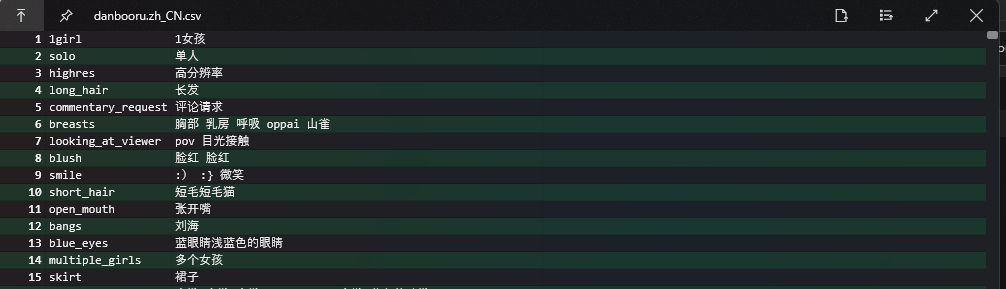 danbooru.zh_CN.csv
1 1girl 1女孩
2 solo 单人
3 highres 高分辨率
4 long_hair 长发
5 commentary_request 评论请求
6 breasts 胸部 乳房 呼吸 oppai 山雀
7 looking_at_viewer pov 目光接触
8 blush 脸红 脸红
9 smile :） :} 微笑
10 short_hair 短毛短毛猫
11 open_mouth 张开嘴
12 bangs 刘海
13 blue_eyes 蓝眼睛浅蓝色的眼睛
14 multiple_girls 多个女孩
15 skirt 裙子